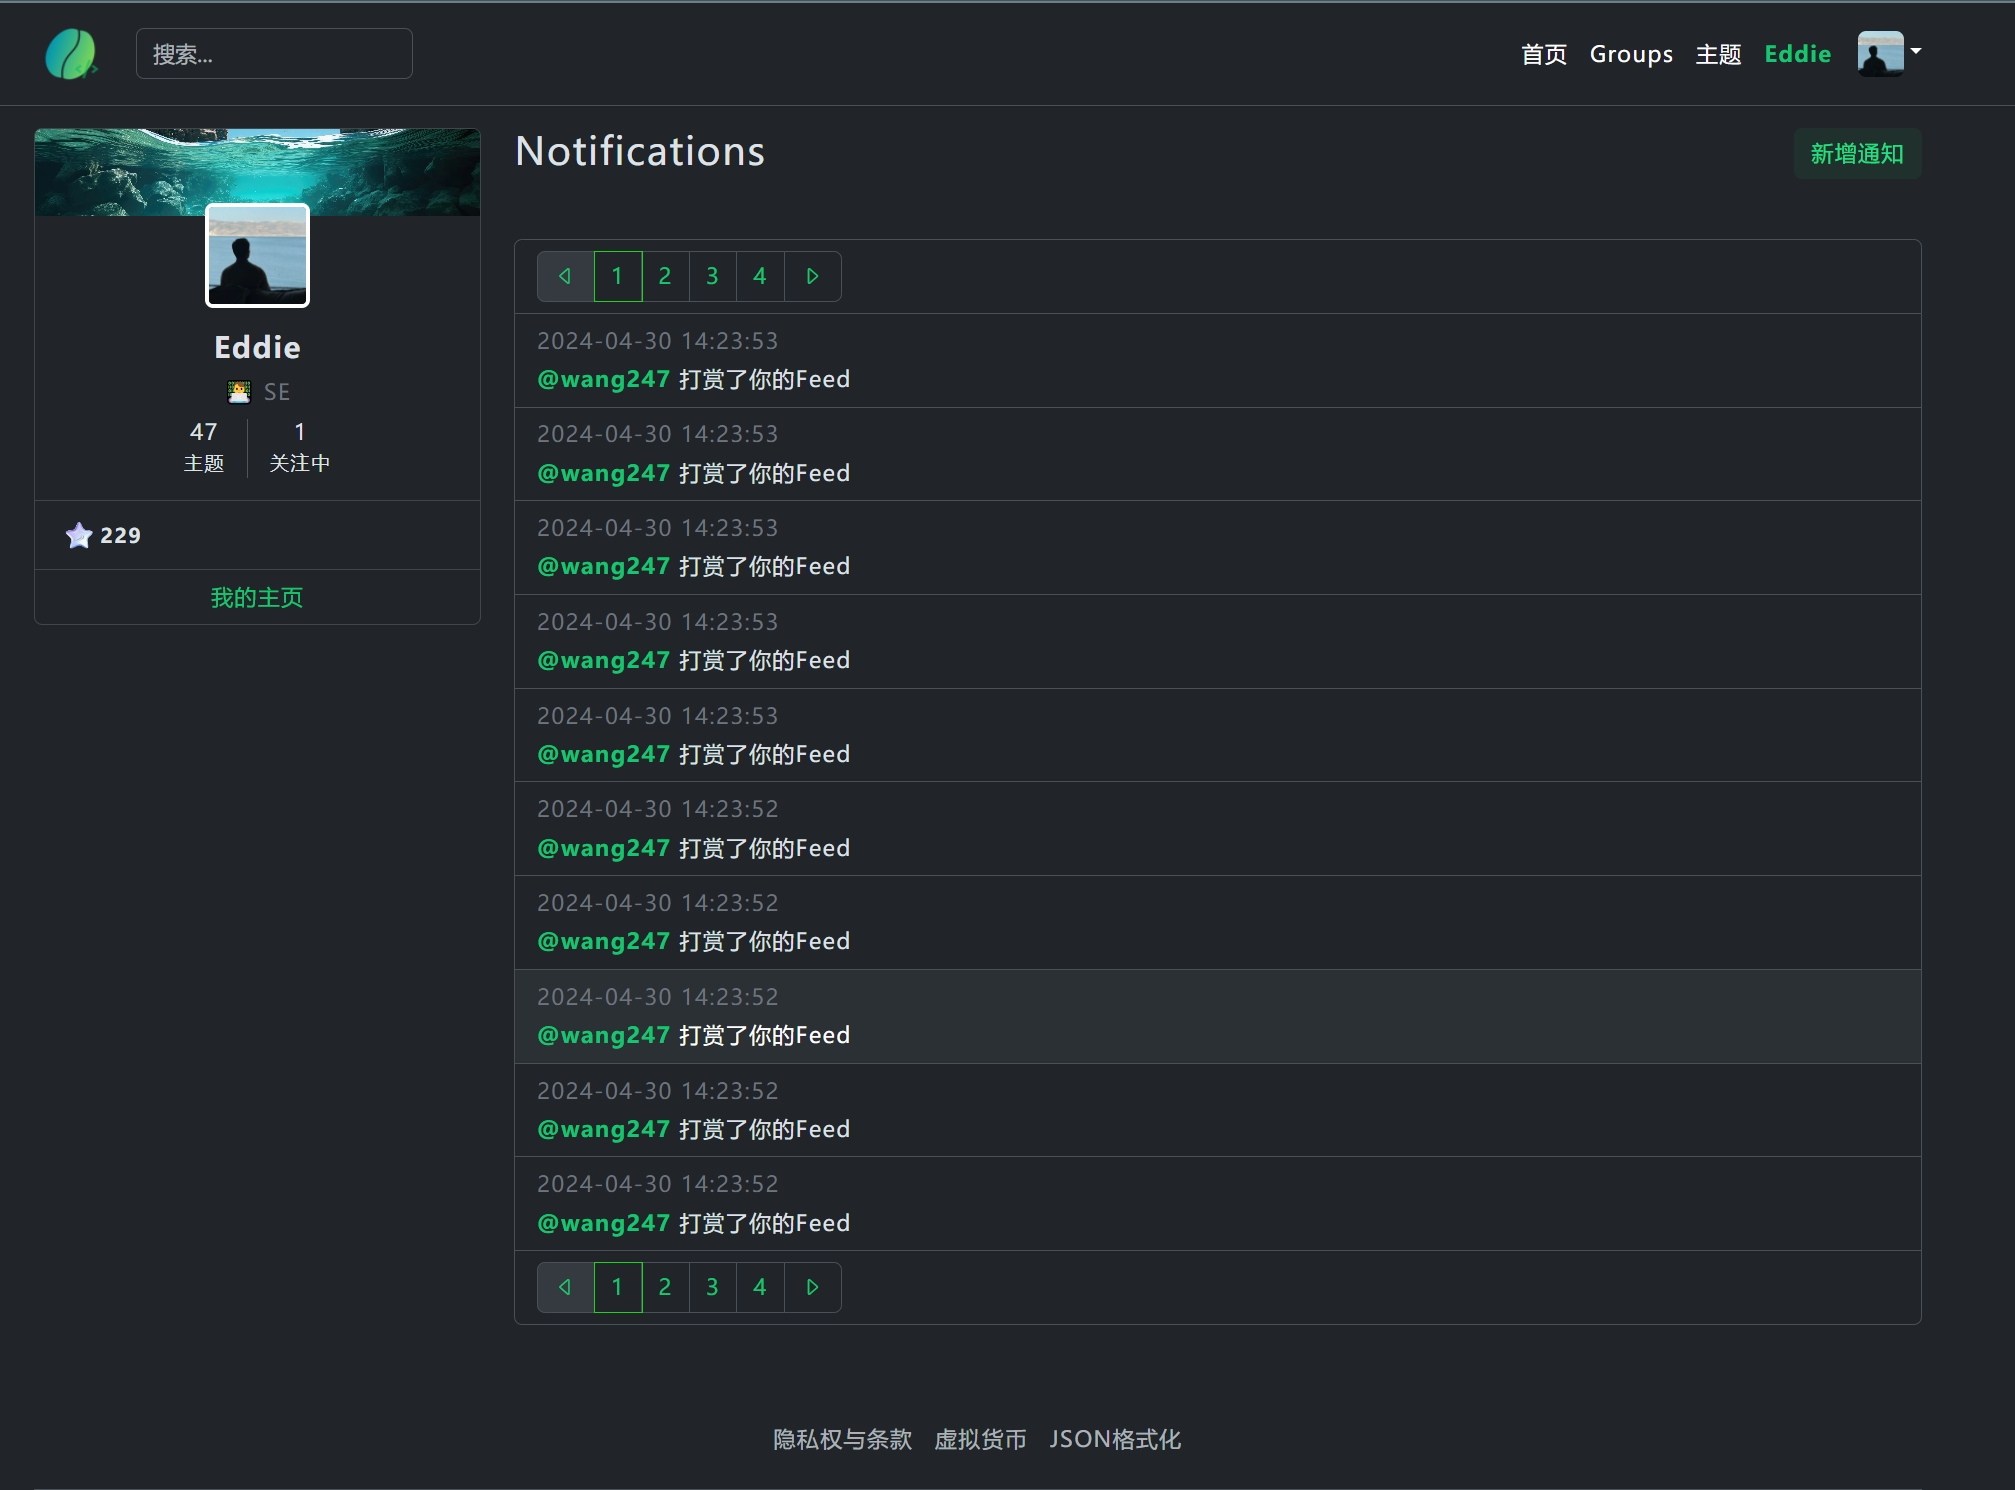 搜索...
首页 Groups 主题 Eddie
Eddie
SE
47 1
主题 关注中
229
我的主页
Notifications
新增通知
1 2 3 4
2024-04-30 14:23:53
@wang247 打赏了你的Feed
2024-04-30 14:23:53
@wang247 打赏了你的Feed
2024-04-30 14:23:53
@wang247 打赏了你的Feed
2024-04-30 14:23:53
@wang247 打赏了你的Feed
2024-04-30 14:23:53
@wang247 打赏了你的Feed
2024-04-30 14:23:52
@wang247 打赏了你的Feed
2024-04-30 14:23:52
@wang247 打赏了你的Feed
2024-04-30 14:23:52
@wang247 打赏了你的Feed
2024-04-30 14:23:52
@wang247 打赏了你的Feed
2024-04-30 14:23:52
@wang247 打赏了你的Feed
1 2 3 4
隐私权与条款 虚拟货币 JSON格式化